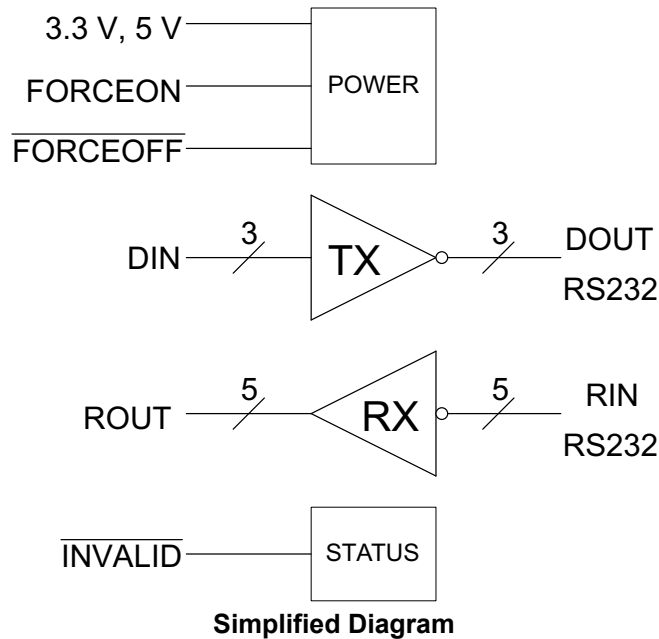 3.3 V, 5 V
POWER
FORCEON
FORCEOFF
DIN
3
TX
3
DOUT
RS232
ROUT
5
RX
5
RIN
RS232
INVALID
STATUS
Simplified Diagram